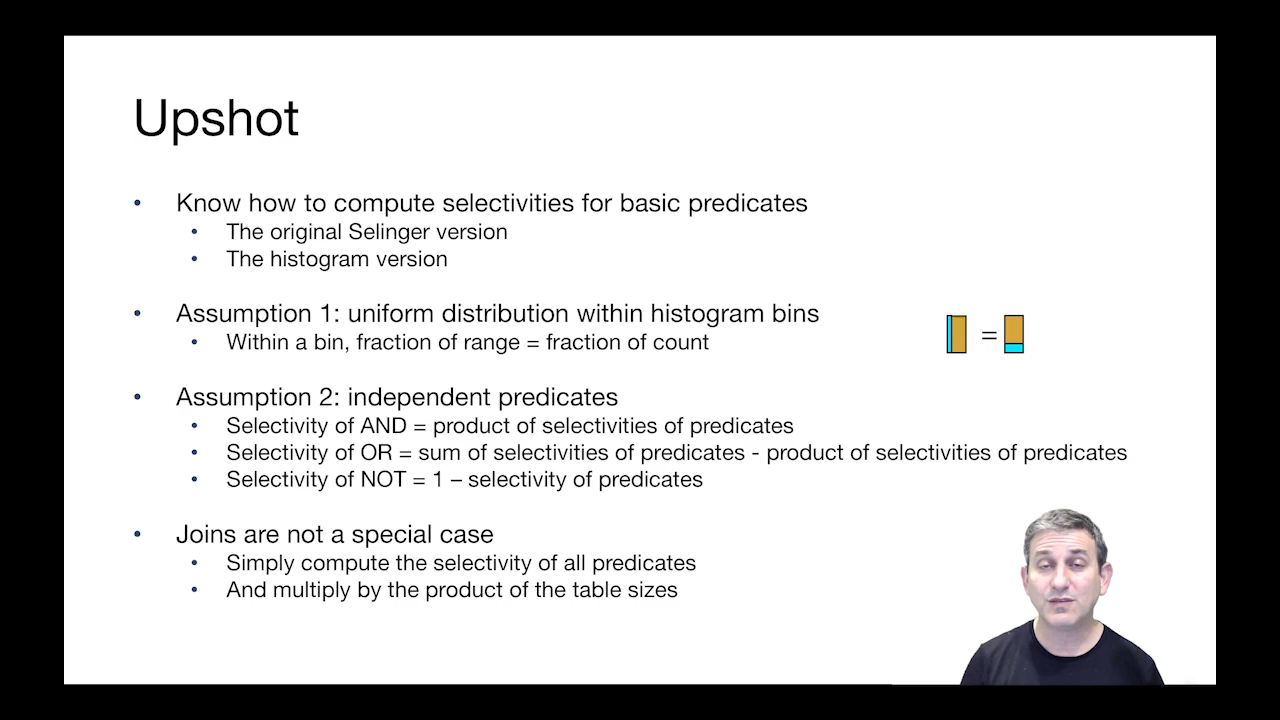 Upshot
• Know how to compute selectivities for basic predicates
• The original Selinger version
• The histogram version
• Assumption 1: uniform distribution within histogram bins
• Within a bin, fraction of range = fraction of count
=
• Assumption 2: independent predicates
• Selectivity of AND = product of selectivities of predicates
• Selectivity of OR = sum of selectivities of predicates - product of selectivities of predicates
• Selectivity of NOT = 1 – selectivity of predicates
• Joins are not a special case
• Simply compute the selectivity of all predicates
• And multiply by the product of the table sizes